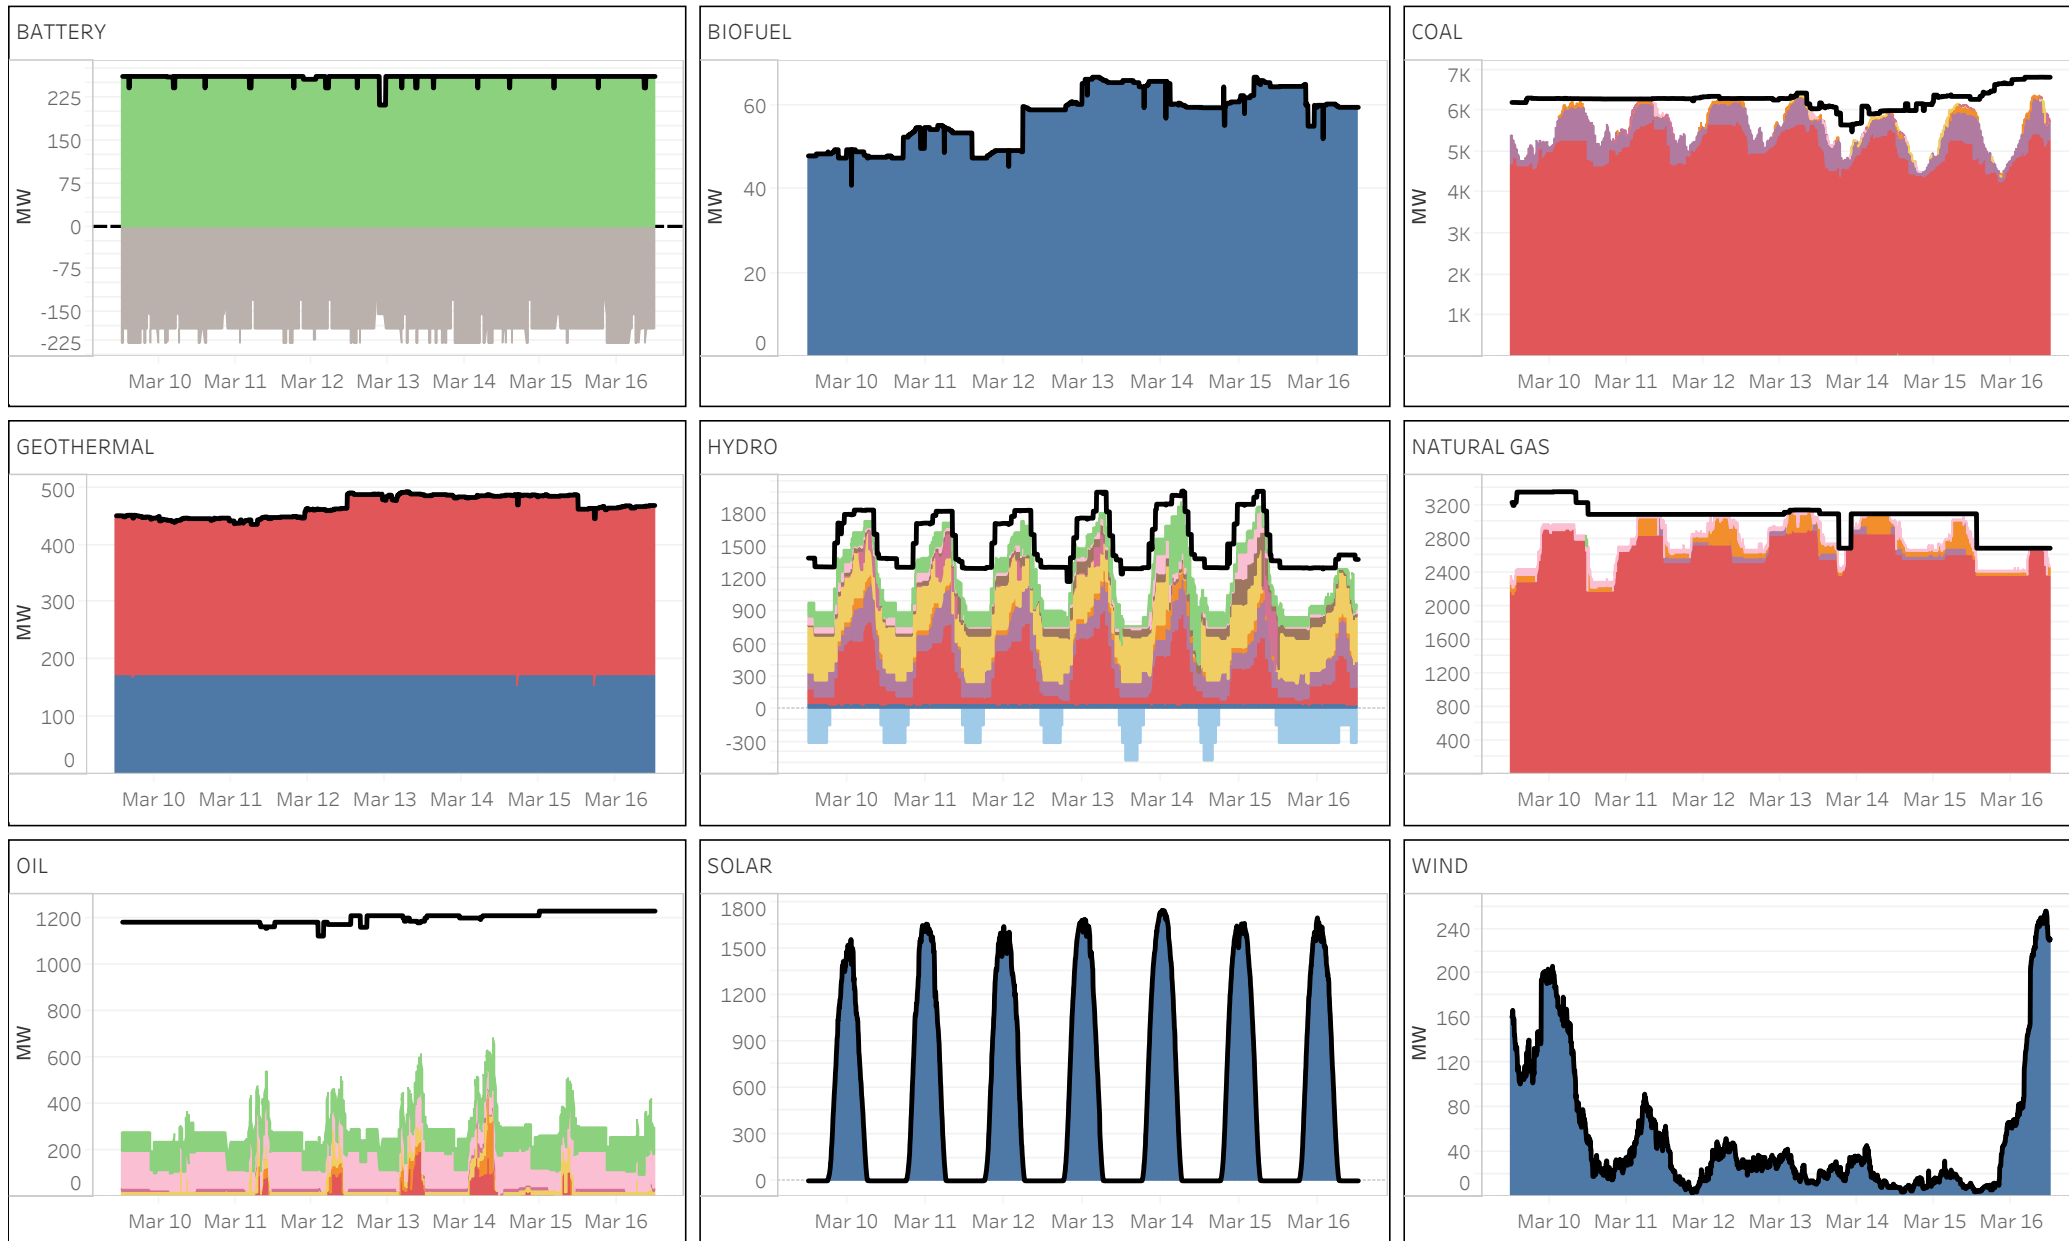 BATTERY
MW
225
150
75
0
-75
-150
-225
Mar 10 Mar 11 Mar 12 Mar 13 Mar 14 Mar 15 Mar 16
BIOFUEL
MW
60
40
20
0
Mar 10 Mar 11 Mar 12 Mar 13 Mar 14 Mar 15 Mar 16
COAL
MW
7K
6K
5K
4K
3K
2K
1K
Mar 10 Mar 11 Mar 12 Mar 13 Mar 14 Mar 15 Mar 16
GEOTHERMAL
MW
500
400
300
200
100
0
Mar 10 Mar 11 Mar 12 Mar 13 Mar 14 Mar 15 Mar 16
HYDRO
1800
1500
1200
900
600
300
0
-300
Mar 10 Mar 11 Mar 12 Mar 13 Mar 14 Mar 15 Mar 16
NATURAL GAS
3200
2800
2400
2000
1600
1200
800
400
Mar 10 Mar 11 Mar 12 Mar 13 Mar 14 Mar 15 Mar 16
OIL
MW
1200
1000
800
600
400
200
0
Mar 10 Mar 11 Mar 12 Mar 13 Mar 14 Mar 15 Mar 16
SOLAR
1800
1500
1200
900
600
300
0
Mar 10 Mar 11 Mar 12 Mar 13 Mar 14 Mar 15 Mar 16
WIND
MW
240
200
160
120
80
40
0
Mar 10 Mar 11 Mar 12 Mar 13 Mar 14 Mar 15 Mar 16